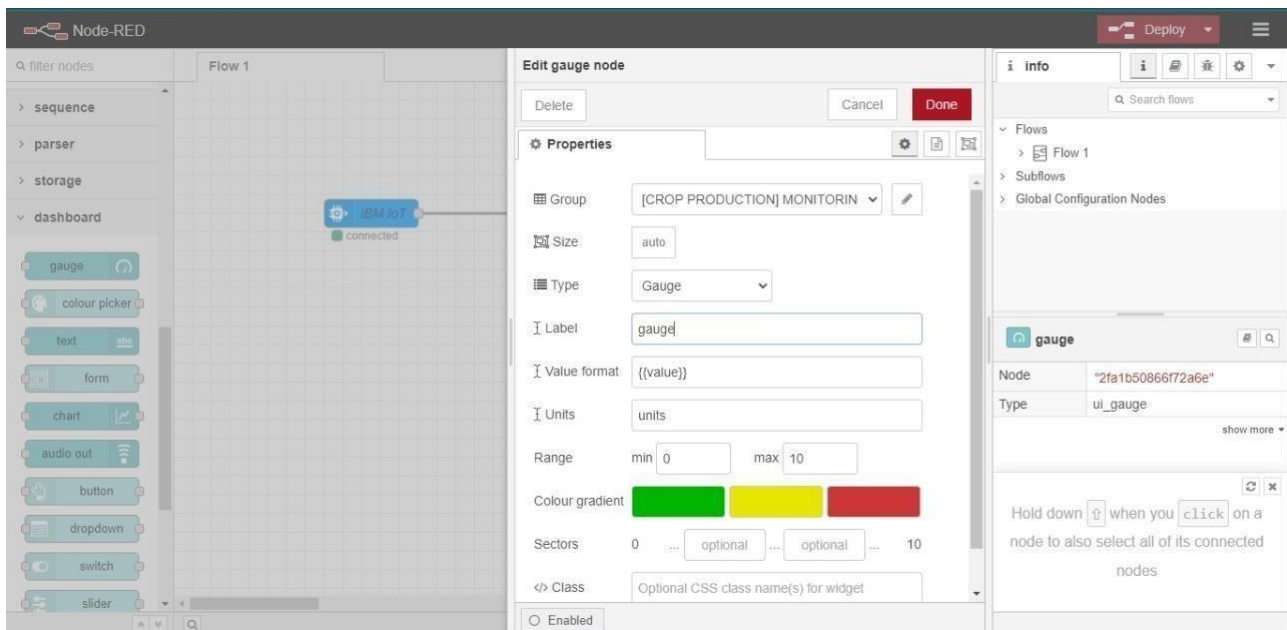 Node-RED
Deploy
filter nodes
sequence
parser
storage
dashboard
gauge
colour picker
text
abc
form
chart
audio out
button
dropdown
switch
slider
Flow 1
IBM IoT
connected
Edit gauge node
Delete
Cancel
Done
Properties
Group
[CROP PRODUCTION] MONITORIN
Size
auto
Type
Gauge
Label
gauge
Value format
{{value}}
Units
units
Range
min 0
max 10
Colour gradient
Sectors
0 ... optional ... optional ... 10
</> Class
Optional CSS class name(s) for widget
Enabled
i info
i
Search flows
Flows
Flow 1
Subflows
Global Configuration Nodes
gauge
Node "2fa1b50866f72a6e"
Type ui_gauge
show more
Hold down ⇧ when you click on a
node to also select all of its connected
nodes